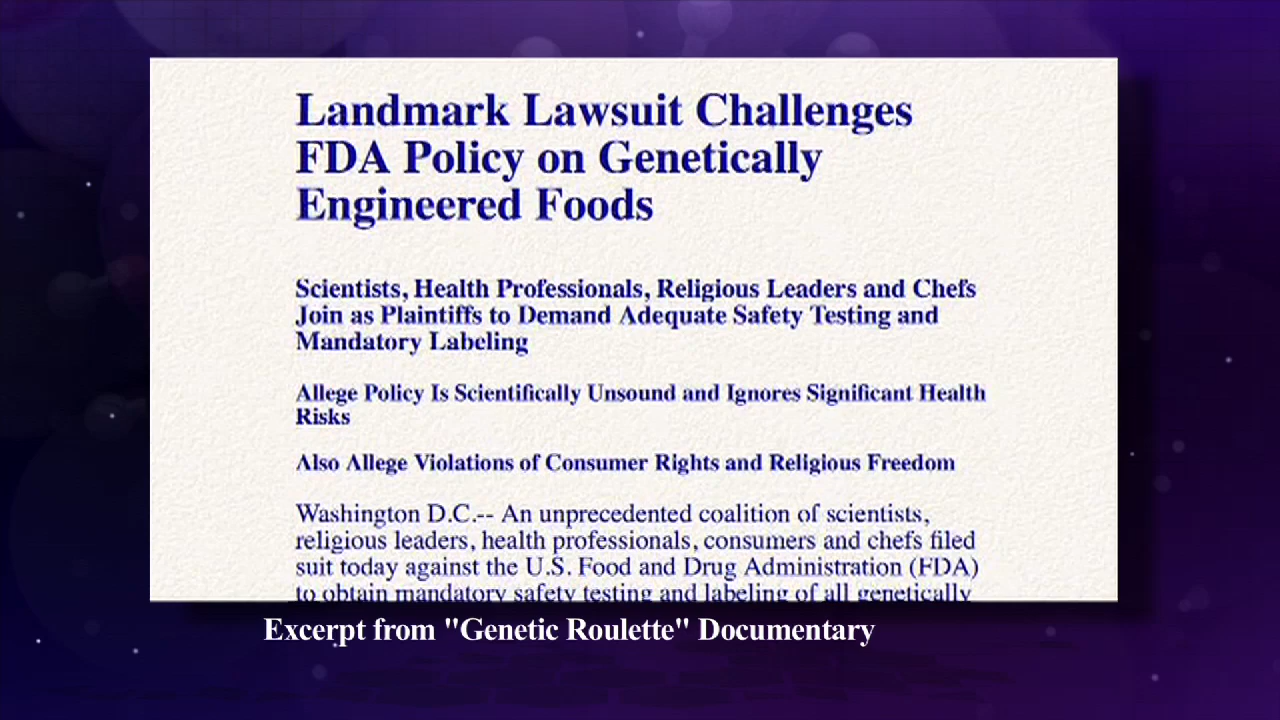 Landmark Lawsuit Challenges
FDA Policy on Genetically
Engineered Foods
Scientists, Health Professionals, Religious Leaders and Chefs
Join as Plaintiffs to Demand Adequate Safety Testing and
Mandatory Labeling
Allege Policy Is Scientifically Unsound and Ignores Significant Health
Risks
Also Allege Violations of Consumer Rights and Religious Freedom
Washington D.C.-- An unprecedented coalition of scientists,
religious leaders, health professionals, consumers and chefs filed
suit today against the U.S. Food and Drug Administration (FDA)
to obtain mandatory safety testing and labeling of all genetically
Excerpt from "Genetic Roulette" Documentary